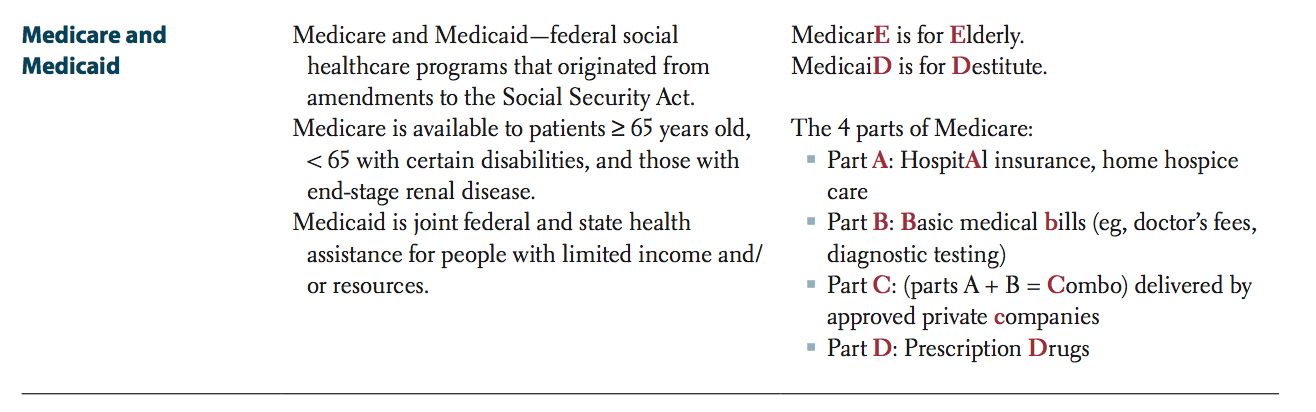 Medicare and
Medicaid
Medicare and Medicaid—federal social
healthcare programs that originated from
amendments to the Social Security Act.
Medicare is available to patients ≥ 65 years old,
< 65 with certain disabilities, and those with
end-stage renal disease.
Medicaid is joint federal and state health
assistance for people with limited income and/
or resources.
MedicarE is for Elderly.
MedicaiD is for Destitute.
The 4 parts of Medicare:
▪ Part A: HospitAl insurance, home hospice
care
▪ Part B: Basic medical bills (eg, doctor’s fees,
diagnostic testing)
▪ Part C: (parts A + B = Combo) delivered by
approved private companies
▪ Part D: Prescription Drugs